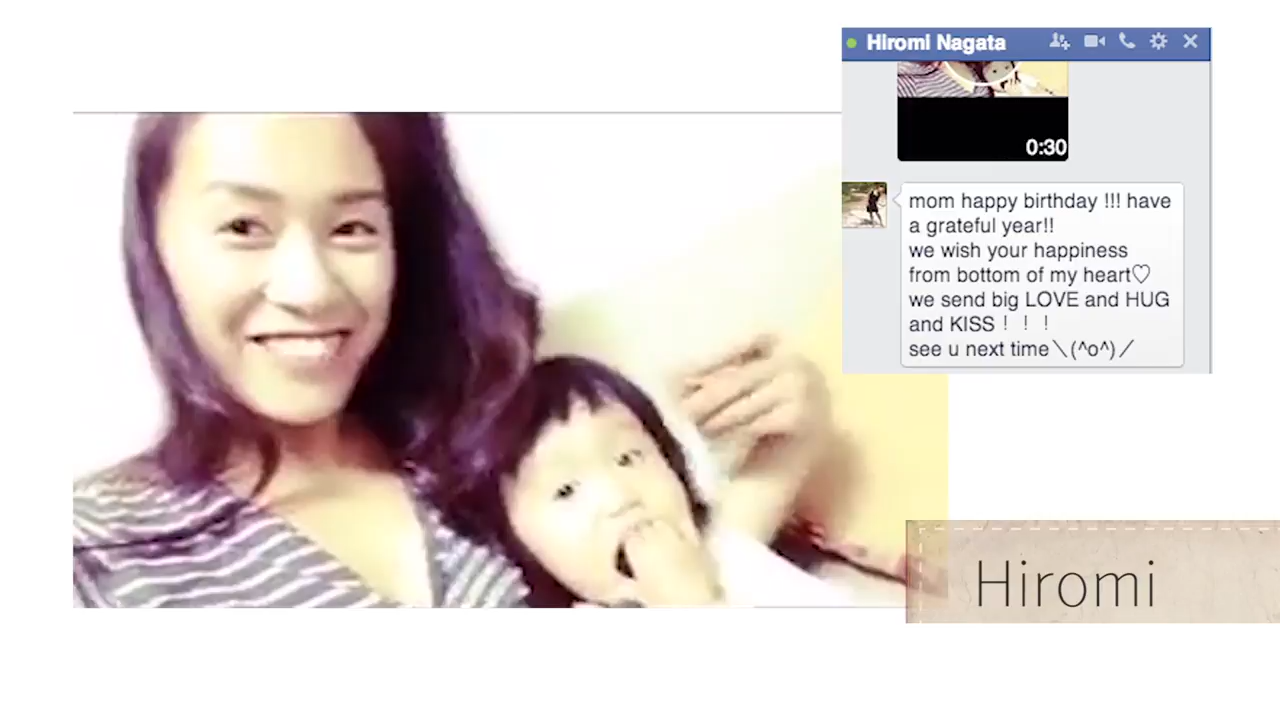 Hiromi Nagata
0:30
mom happy birthday !!! have
a grateful year!!
we wish your happiness
from bottom of my heart♡
we send big LOVE and HUG
and KISS！！！
see u next time＼(^o^)／
Hiromi